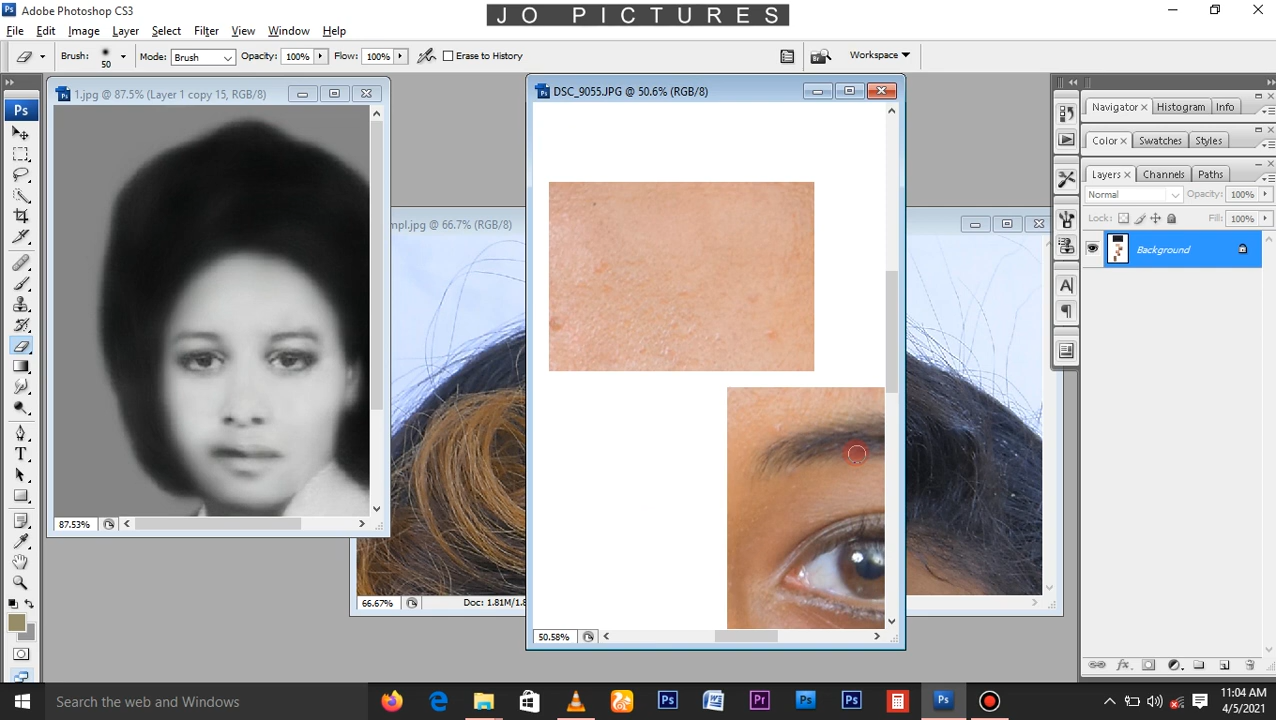 Adobe Photoshop CS3
JO PICTURES
File Edit Image Layer Select Filter View Window Help
Brush: 50 Mode: Brush Opacity: 100% Flow: 100% Erase to History Workspace
1.jpg @ 87.5% (Layer 1 copy 15, RGB/8)
DSC_9055.JPG @ 50.6% (RGB/8)
Navigator Histogram Info
Color Swatches Styles
Layers Channels Paths
Normal Opacity: 100%
Lock: Fill: 100%
mpl.jpg @ 66.7% (RGB/8)
Background
87.53%
66.67% Doc: 1.81M/1.8
50.58%
Search the web and Windows
11:04 AM
4/5/2021